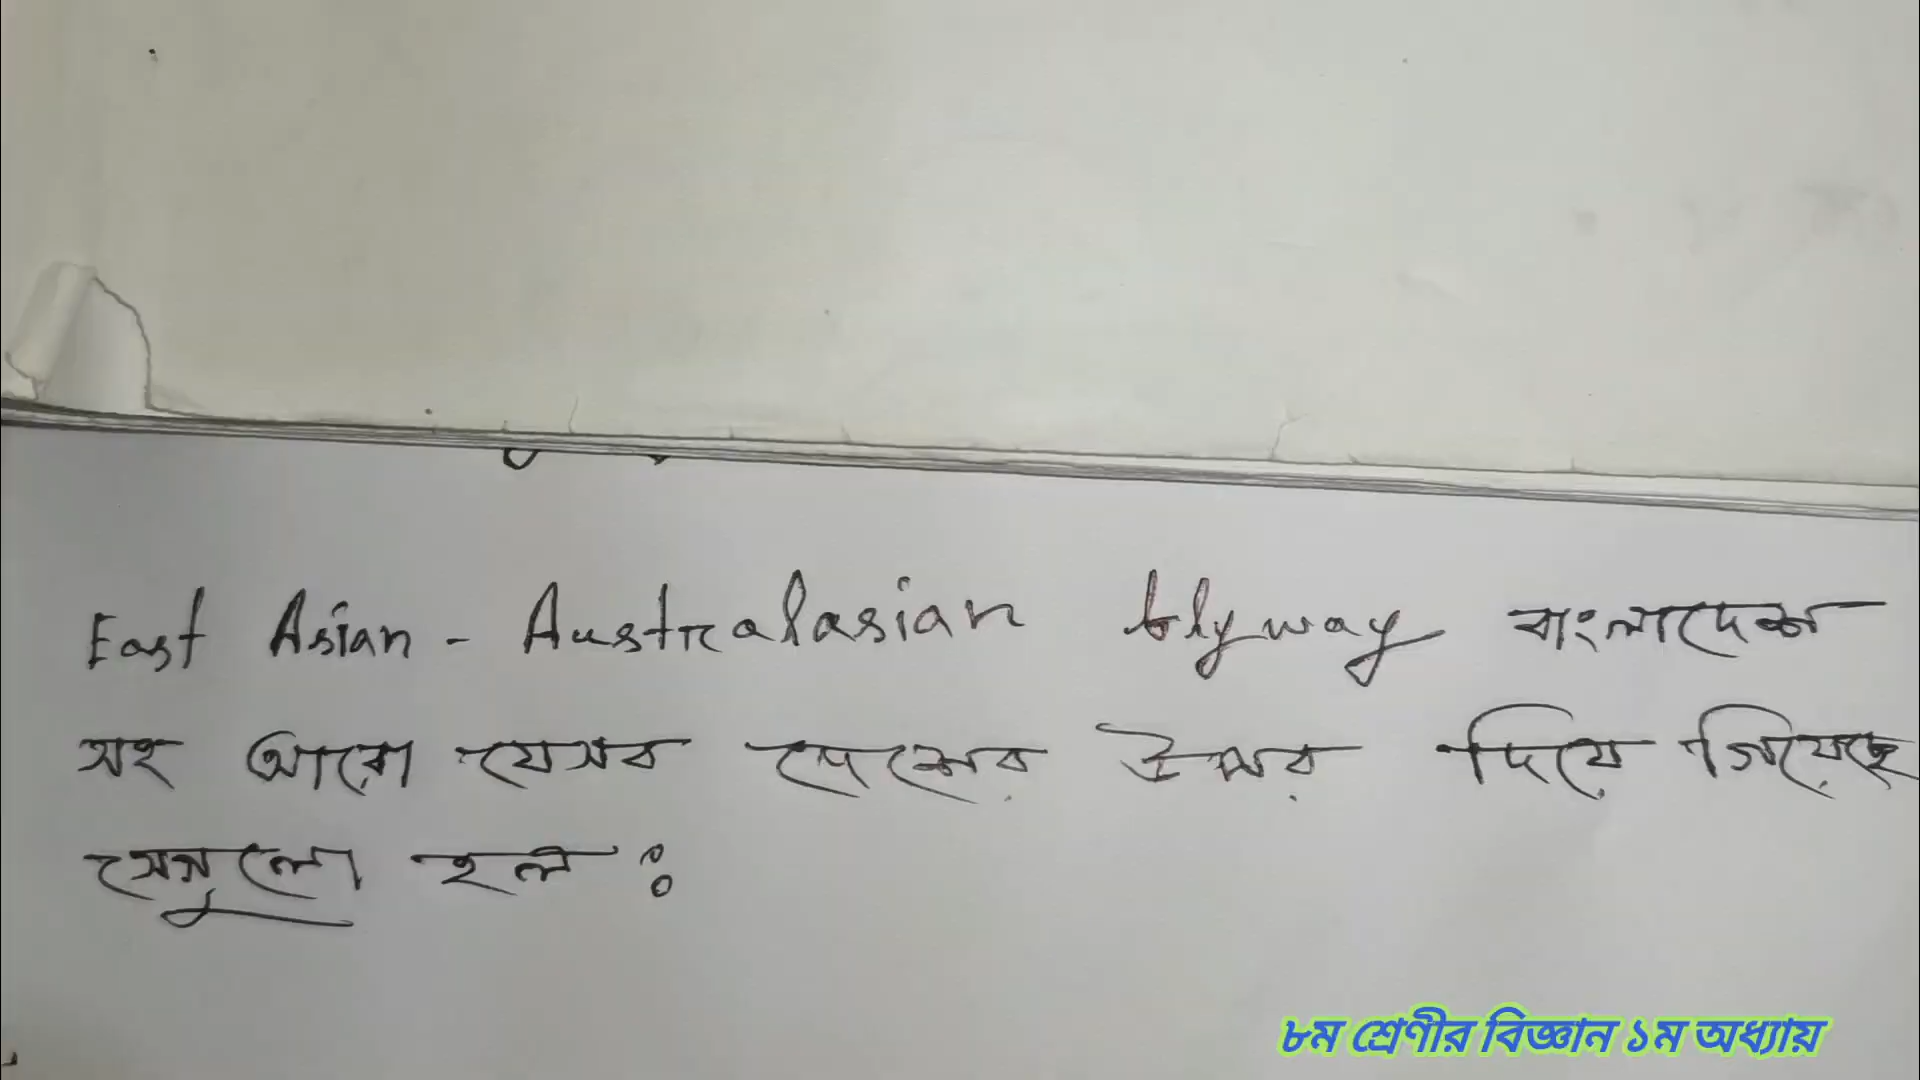 East Asian - Australasian flyway বাংলাদেশ
সহ আরো যেসব দেশের উপর দিয়ে গিয়েছে
সেগুলো হল :
৮ম শ্রেণীর বিজ্ঞান ১ম অধ্যায়